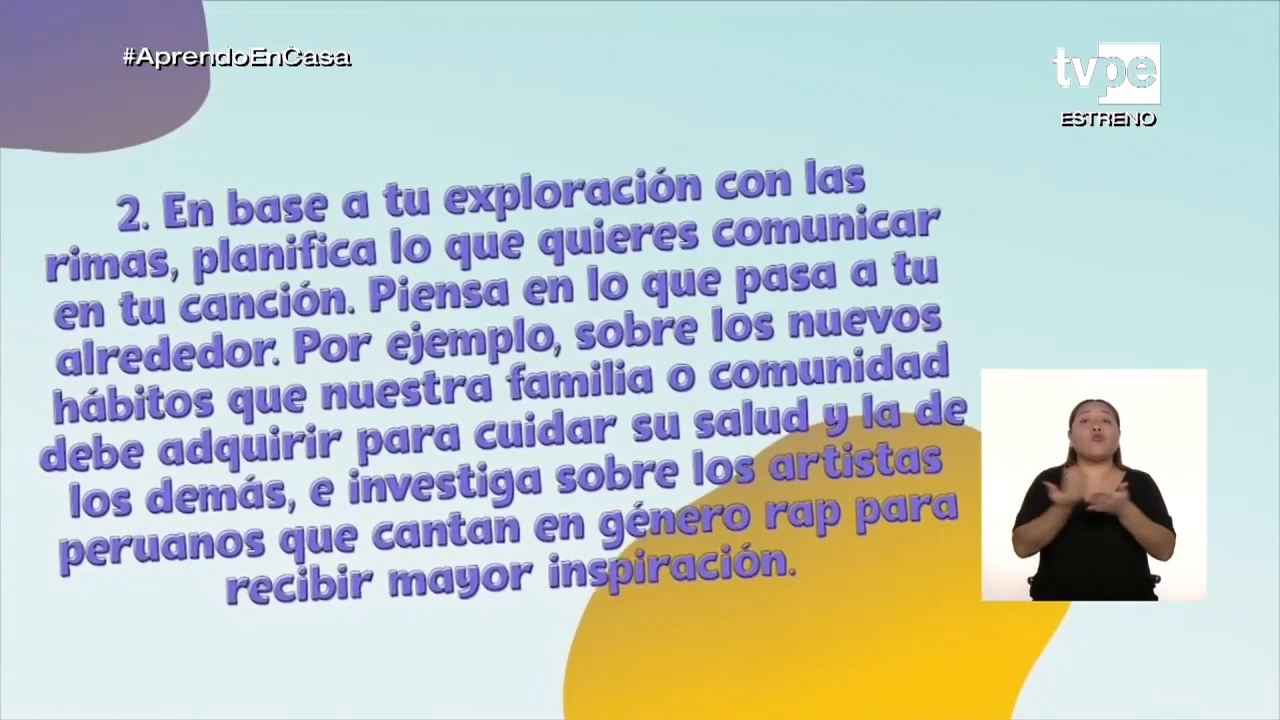 #AprendoEnCasa
tvpe
ESTRENO
2. En base a tu exploración con las
rimas, planifica lo que quieres comunicar
en tu canción. Piensa en lo que pasa a tu
alrededor. Por ejemplo, sobre los nuevos
hábitos que nuestra familia o comunidad
debe adquirir para cuidar su salud y la de
los demás, e investiga sobre los artistas
peruanos que cantan en género rap para
recibir mayor inspiración.